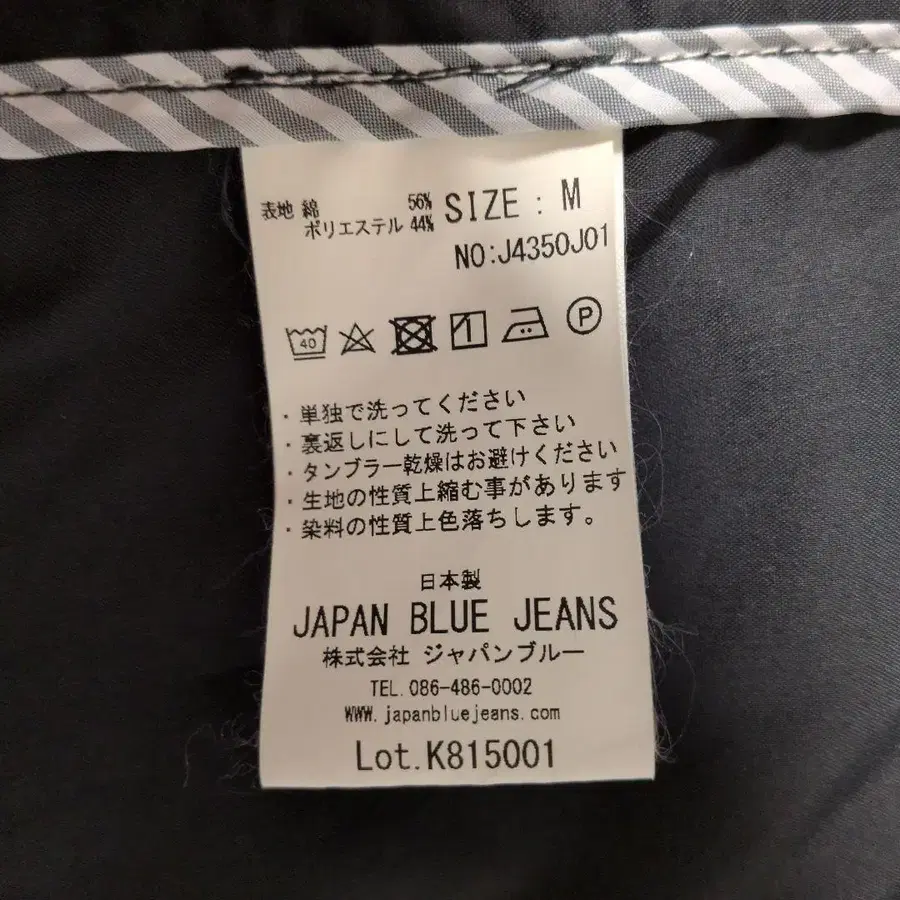 表地 綿 56%
ポリエステル 44%
SIZE : M
NO:J4350J01
40
P
・単独で洗ってください
・裏返しにして洗って下さい
・タンブラー乾燥はお避けください
・生地の性質上縮む事があります
・染料の性質上色落ちします。
日本製
JAPAN BLUE JEANS
株式会社 ジャパンブルー
TEL. 086-486-0002
WWW. japanbluejeans. com
Lot.K815001